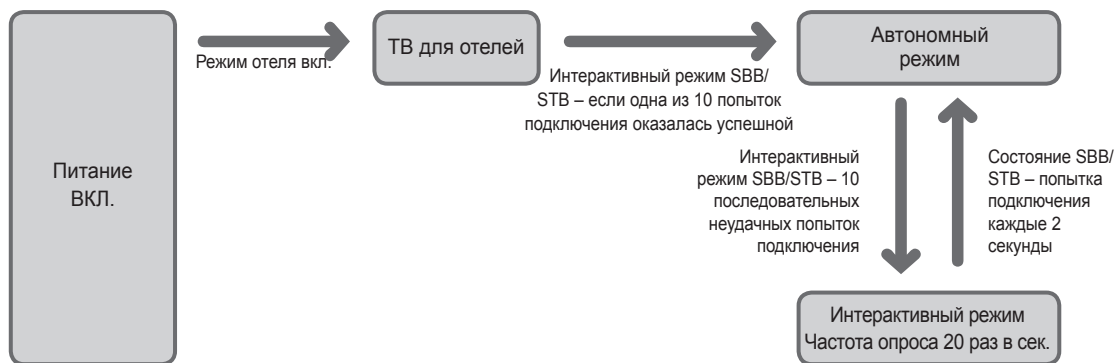 Питание
ВКЛ.
Режим отеля вкл.
ТВ для отелей
Интерактивный режим SBB/
STB – если одна из 10 попыток
подключения оказалась успешной
Автономный
режим
Интерактивный
режим SBB/STB – 10
последовательных
неудачных попыток
подключения
Состояние SBB/
STB – попытка
подключения
каждые 2
секунды
Интерактивный режим
Частота опроса 20 раз в сек.